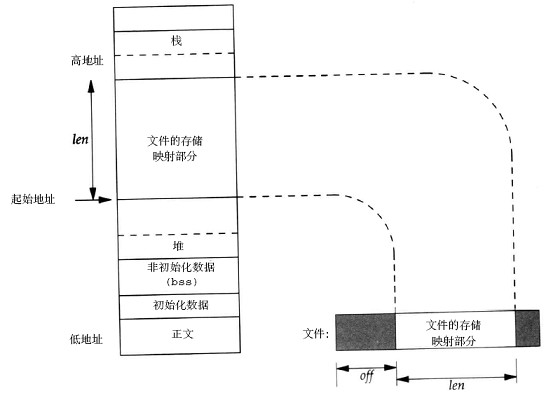 栈
高地址
len
文件的存储
映射部分
起始地址
堆
非初始化数据
(bss)
初始化数据
低地址
正文
文件:
文件的存储
映射部分
off
len